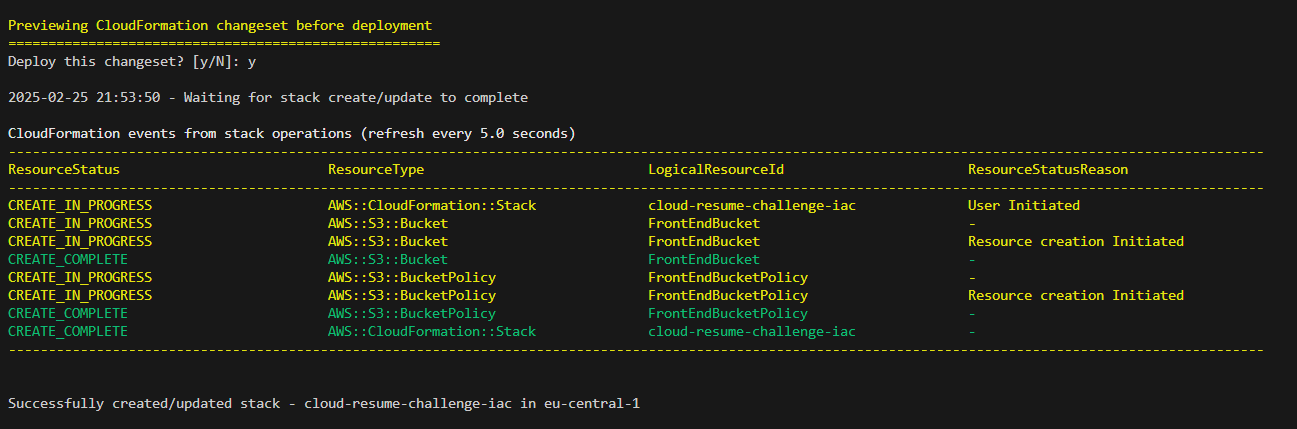 Previewing CloudFormation changeset before deployment
======================================================
Deploy this changeset? [y/N]: y
2025-02-25 21:53:50 - Waiting for stack create/update to complete
CloudFormation events from stack operations (refresh every 5.0 seconds)
-------------------------------------------------------------------------------------------------------------------------------------------------------------
ResourceStatus ResourceType LogicalResourceId ResourceStatusReason
-------------------------------------------------------------------------------------------------------------------------------------------------------------
CREATE_IN_PROGRESS AWS::CloudFormation::Stack cloud-resume-challenge-iac User Initiated
CREATE_IN_PROGRESS AWS::S3::Bucket FrontEndBucket -
CREATE_IN_PROGRESS AWS::S3::Bucket FrontEndBucket Resource creation Initiated
CREATE_COMPLETE AWS::S3::Bucket FrontEndBucket -
CREATE_IN_PROGRESS AWS::S3::BucketPolicy FrontEndBucketPolicy -
CREATE_IN_PROGRESS AWS::S3::BucketPolicy FrontEndBucketPolicy Resource creation Initiated
CREATE_COMPLETE AWS::S3::BucketPolicy FrontEndBucketPolicy -
CREATE_COMPLETE AWS::CloudFormation::Stack cloud-resume-challenge-iac -
-------------------------------------------------------------------------------------------------------------------------------------------------------------
Successfully created/updated stack - cloud-resume-challenge-iac in eu-central-1